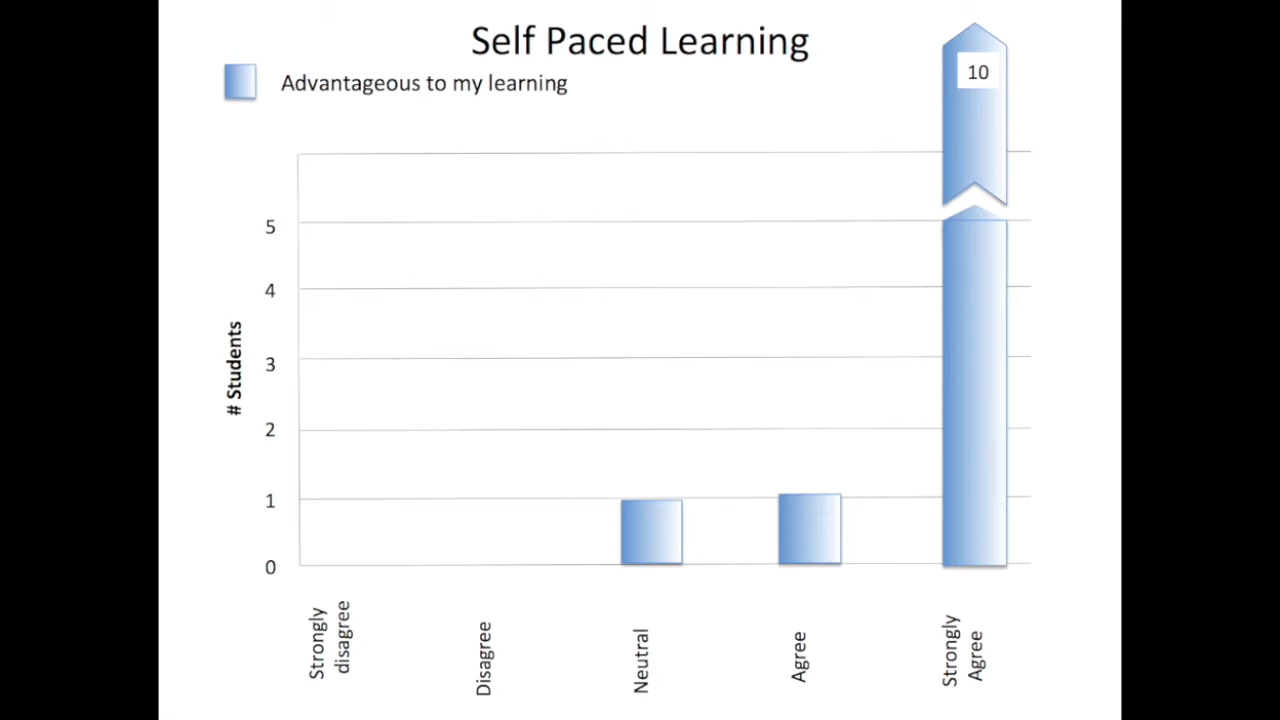 Self Paced Learning
Advantageous to my learning
10
5
4
3
2
1
0
# Students
Strongly
disagree
Disagree
Neutral
Agree
Strongly
Agree